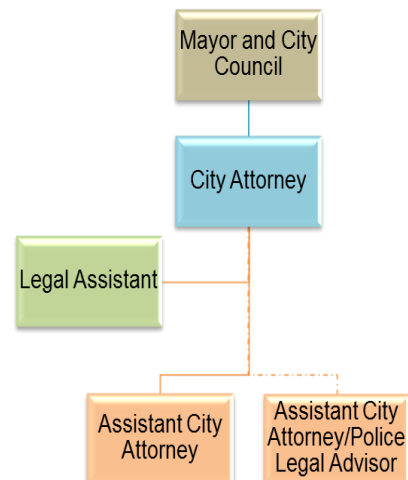 Mayor and City
Council
City Attorney
Legal Assistant
Assistant City
Attorney
Assistant City
Attorney/Police
Legal Advisor